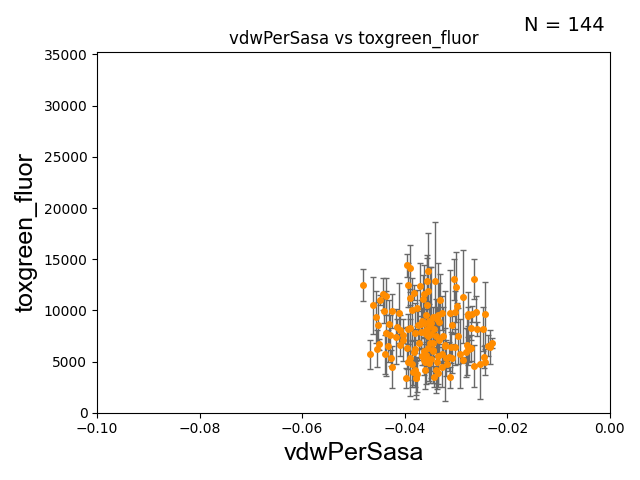 N = 144
vdwPerSasa vs toxgreen_fluor
35000
30000
25000
20000
15000
10000
5000
0
toxgreen_fluor
−0.10 −0.08 −0.06 −0.04 −0.02 0.00
vdwPerSasa